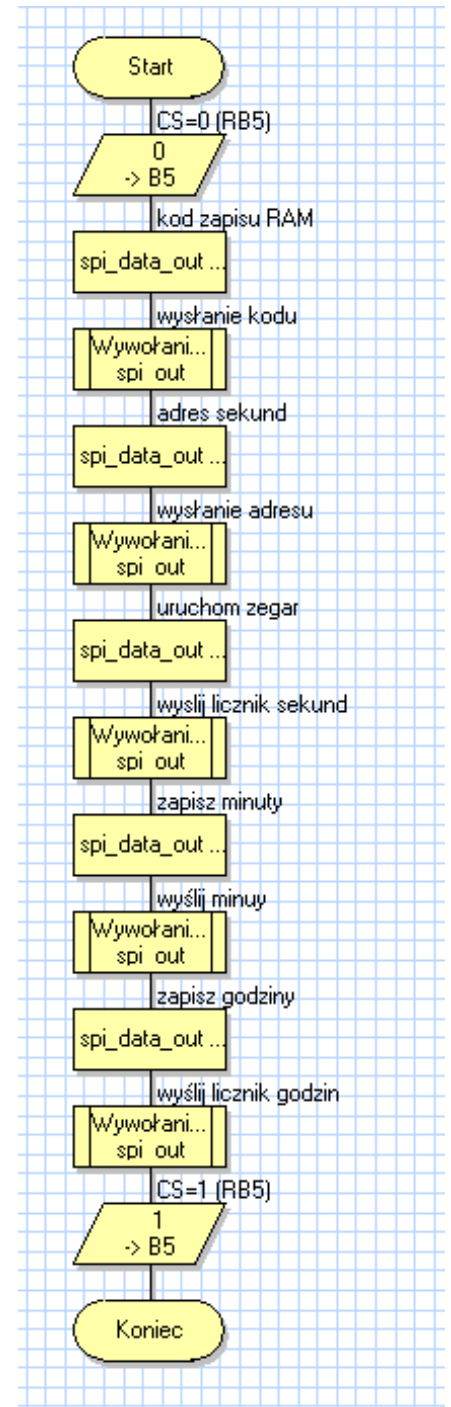 Start
CS=0 (RB5)
0
-> B5
kod zapisu RAM
spi_data_out ...
wysłanie kodu
Wywołani...
spi_out
adres sekund
spi_data_out ...
wysłanie adresu
Wywołani...
spi_out
uruchom zegar
spi_data_out ...
wyslij licznik sekund
Wywołani...
spi_out
zapisz minuty
spi_data_out ...
wyślij minuy
Wywołani...
spi_out
zapisz godziny
spi_data_out ...
wyślij licznik godzin
Wywołani...
spi_out
CS=1 (RB5)
1
-> B5
Koniec